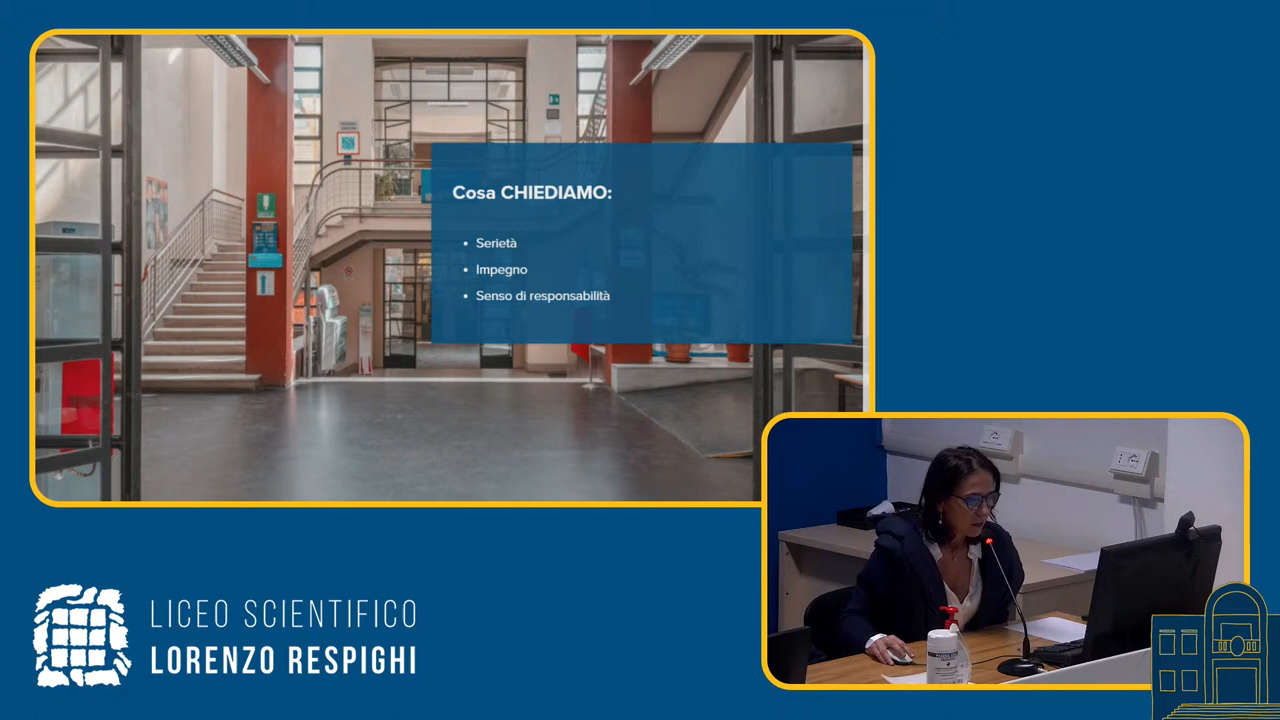 Cosa CHIEDIAMO:
• Serietà
• Impegno
• Senso di responsabilità
LICEO SCIENTIFICO
LORENZO RESPIGHI